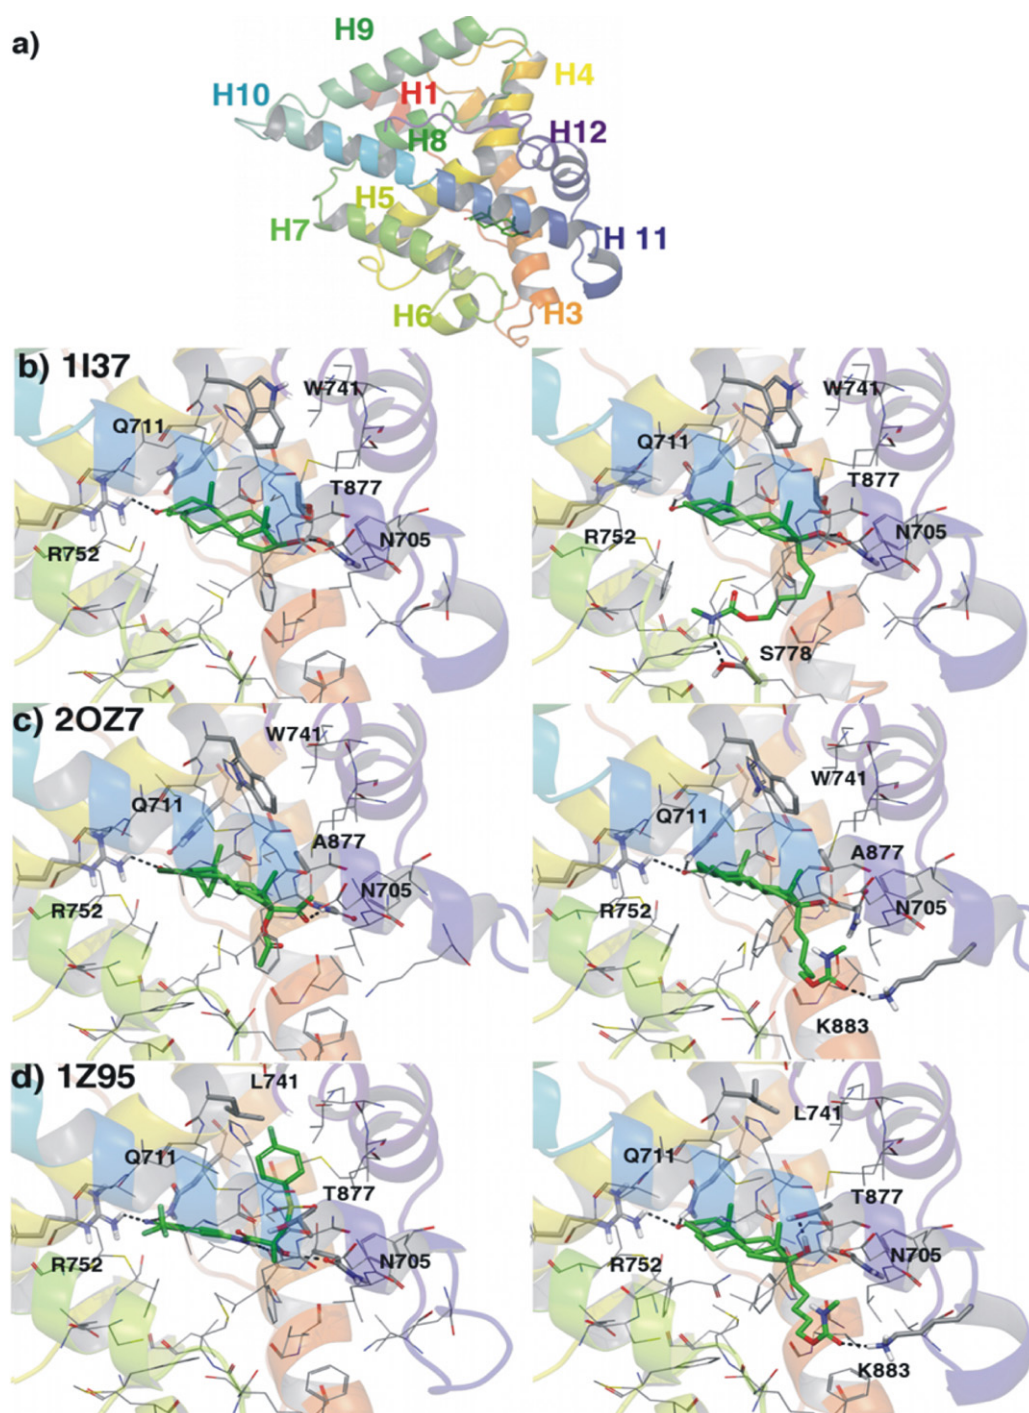 a)
H9
H4
H10
H1
H8
H12
H5
H7
H 11
H6
H3
b) 1I37
W741
W741
Q711
Q711
T877
T877
N705
N705
R752
R752
S778
c) 2OZ7
W741
W741
Q711
Q711
A877
A877
N705
N705
R752
R752
K883
d) 1Z95
L741
L741
Q711
Q711
T877
T877
R752
N705
R752
N705
K883